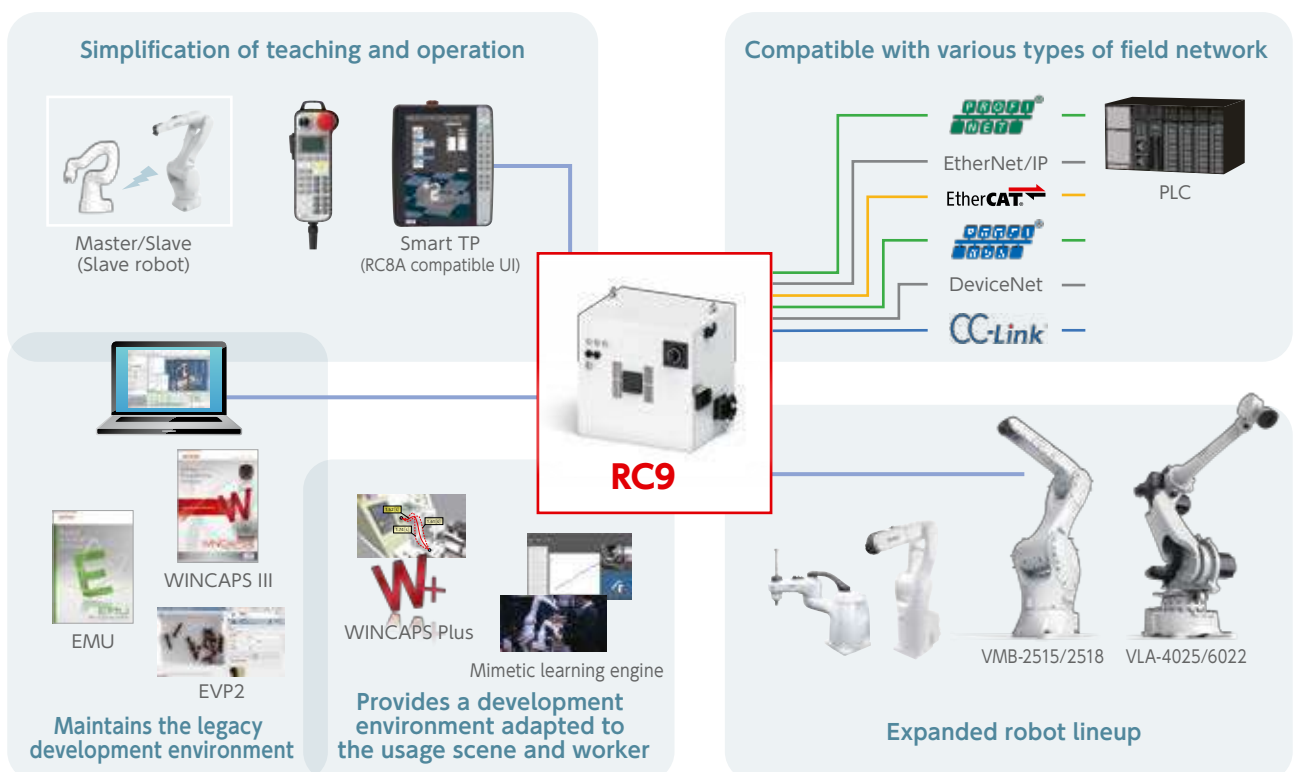 Simplification of teaching and operation
Master/Slave
(Slave robot)
Smart TP
(RC8A compatible UI)
Compatible with various types of field network
PROFI
NET
EtherNet/IP
EtherCAT
DeviceNet
CC-Link
PLC
RC9
WINCAPS III
EMU
EVP2
Maintains the legacy
development environment
W+
WINCAPS Plus
Mimetic learning engine
Provides a development
environment adapted to
the usage scene and worker
VMB-2515/2518
VLA-4025/6022
Expanded robot lineup